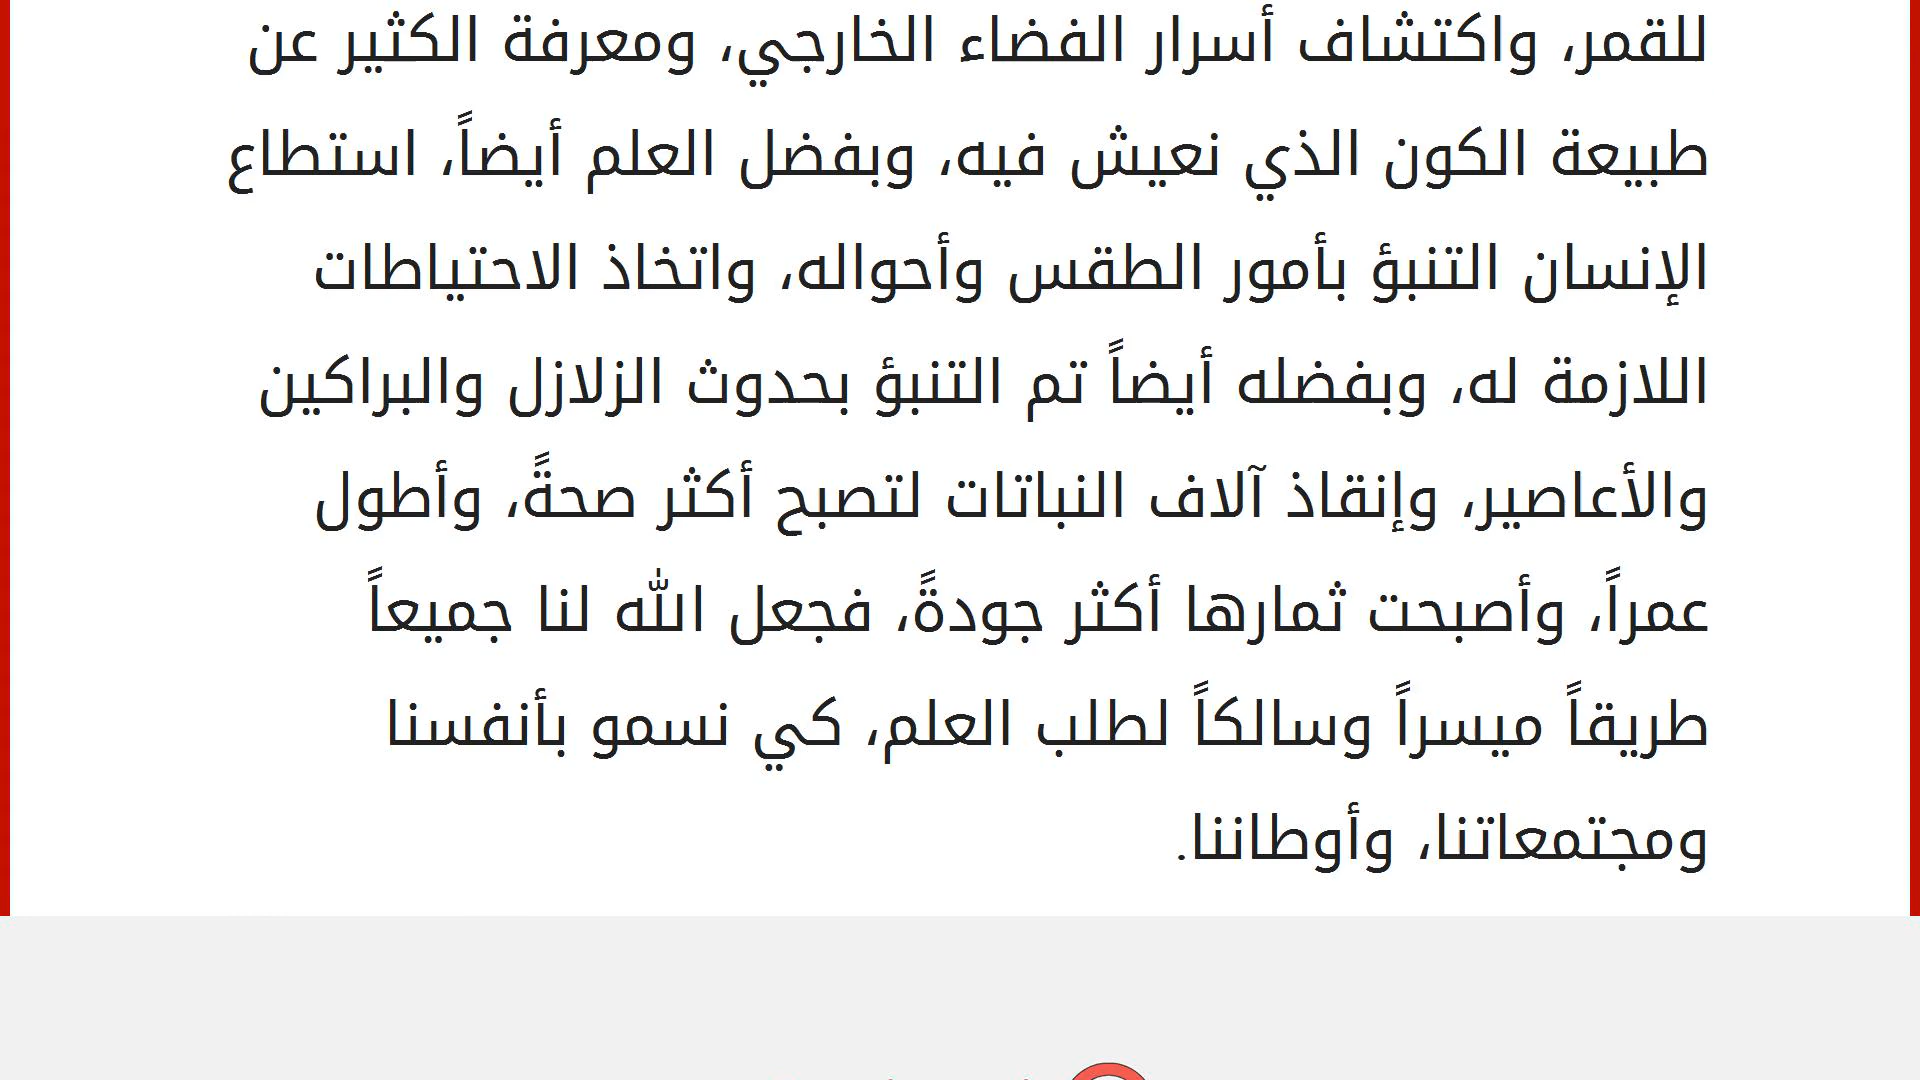 للقمر، واكتشاف أسرار الفضاء الخارجي، ومعرفة الكثير عن
طبيعة الكون الذي نعيش فيه، وبفضل العلم أيضاً، استطاع
الإنسان التنبؤ بأمور الطقس وأحواله، واتخاذ الاحتياطات
اللازمة له، وبفضله أيضاً تم التنبؤ بحدوث الزلازل والبراكين
والأعاصير، وإنقاذ آلاف النباتات لتصبح أكثر صحةً، وأطول
عمراً، وأصبحت ثمارها أكثر جودةً، فجعل الله لنا جميعاً
طريقاً ميسراً وسالكاً لطلب العلم، كي نسمو بأنفسنا
ومجتمعاتنا، وأوطاننا.